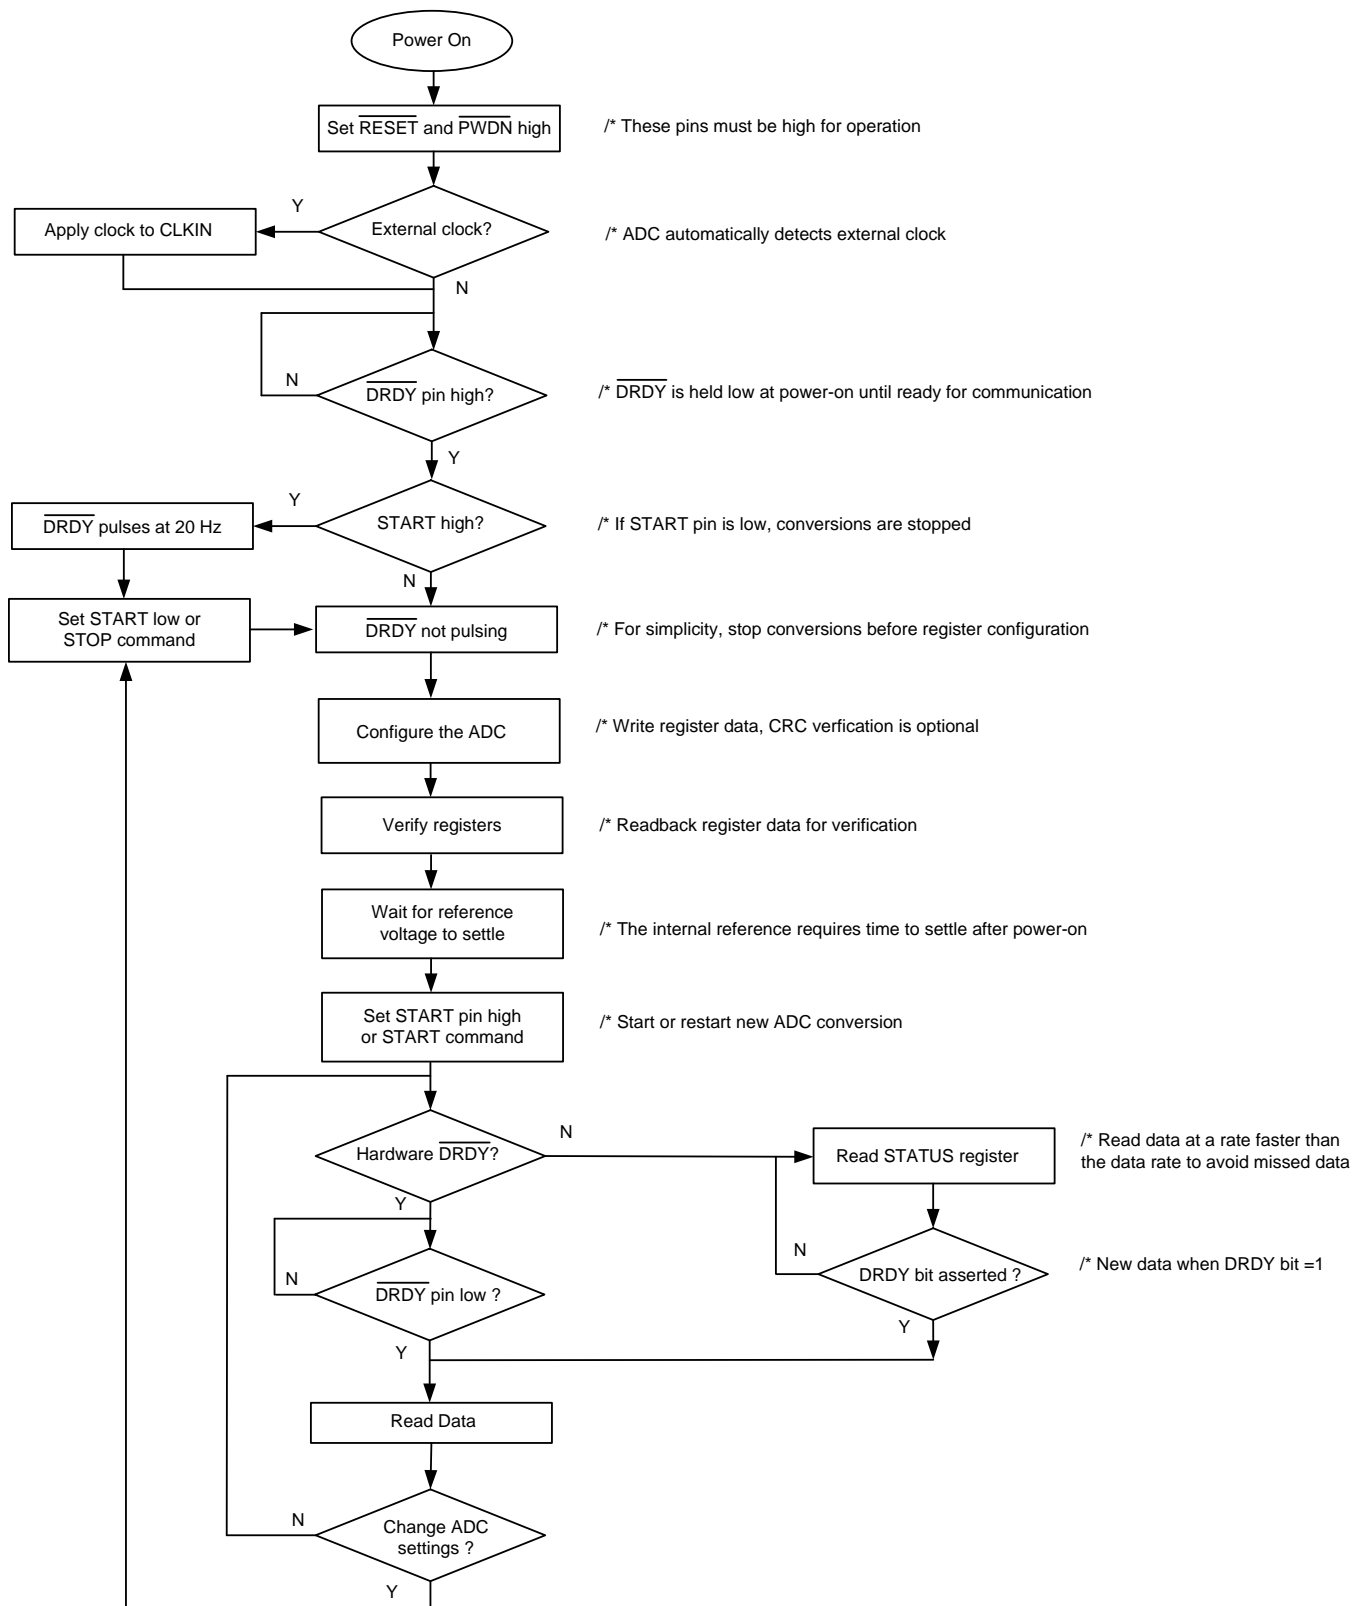 Power On
Set RESET and PWDN high
/* These pins must be high for operation
Y
Apply clock to CLKIN
External clock?
/* ADC automatically detects external clock
N
N
DRDY pin high?
/* DRDY is held low at power-on until ready for communication
Y
Y
DRDY pulses at 20 Hz
START high?
/* If START pin is low, conversions are stopped
N
Set START low or
STOP command
DRDY not pulsing
/* For simplicity, stop conversions before register configuration
Configure the ADC
/* Write register data, CRC verfication is optional
Verify registers
/* Readback register data for verification
Wait for reference
voltage to settle
/* The internal reference requires time to settle after power-on
Set START pin high
or START command
/* Start or restart new ADC conversion
Hardware DRDY?
N
Read STATUS register
/* Read data at a rate faster than
the data rate to avoid missed data
Y
N
DRDY pin low ?
N
DRDY bit asserted ?
/* New data when DRDY bit =1
Y
Y
Read Data
N
Change ADC
settings ?
Y